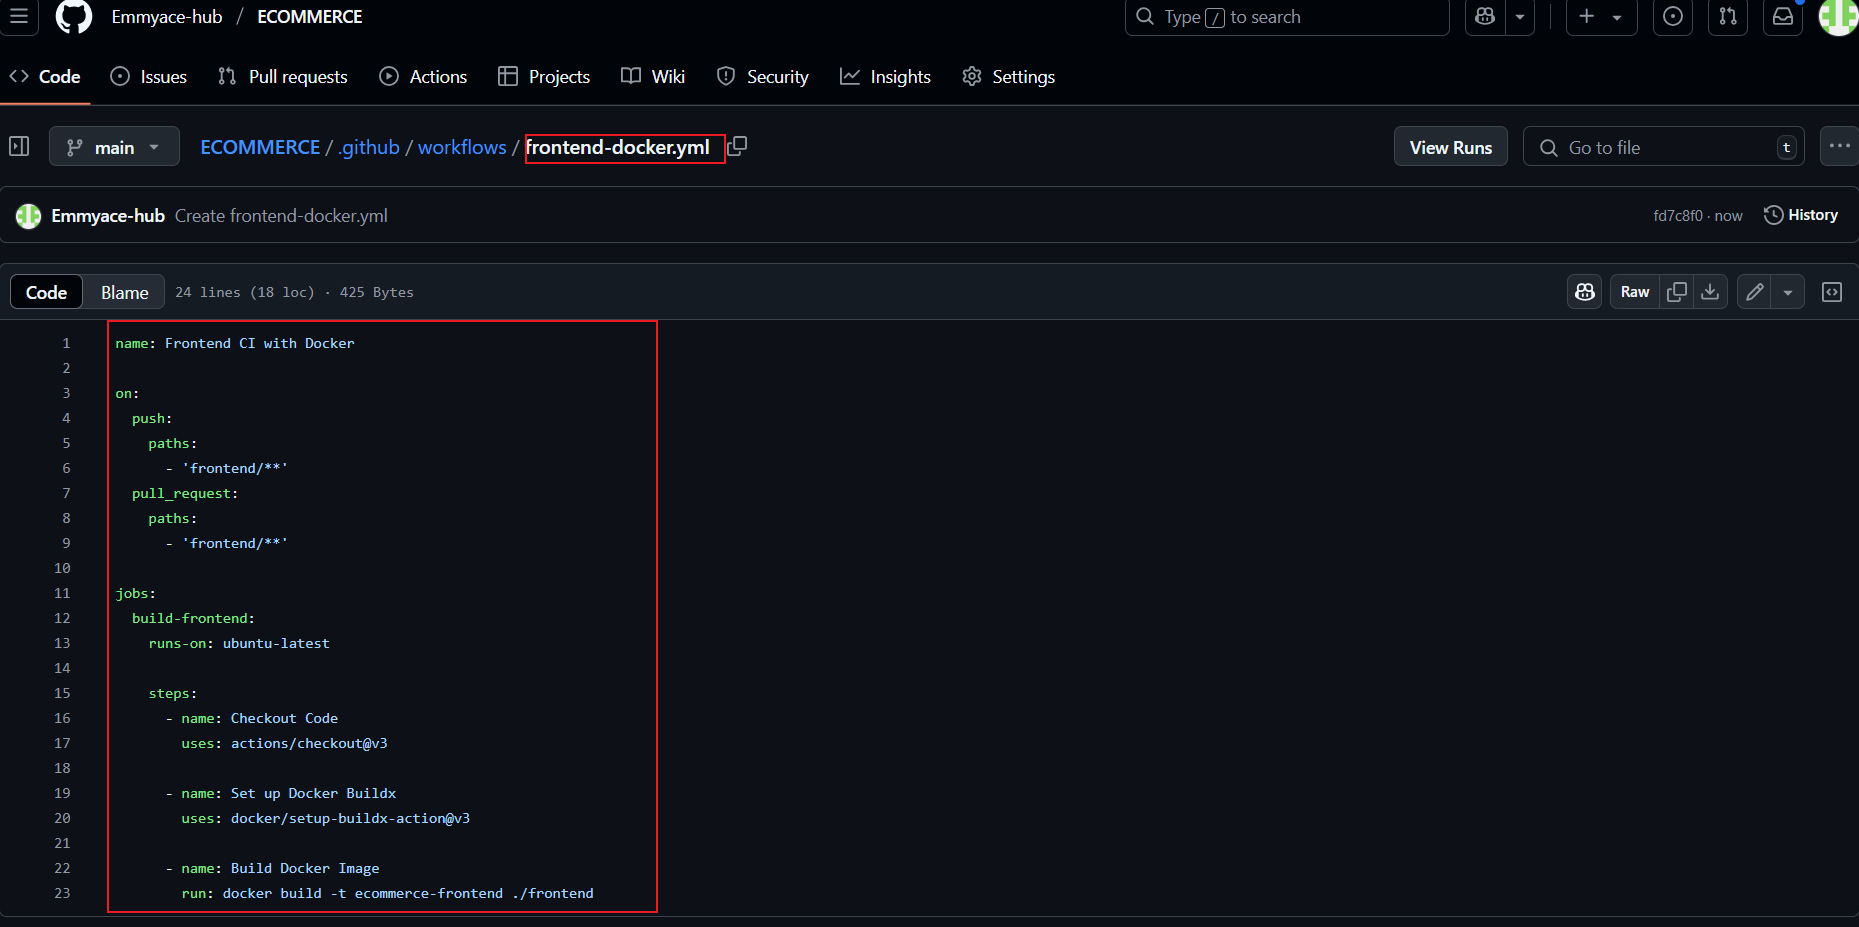 Emmyace-hub / ECOMMERCE
Type / to search
Code Issues Pull requests Actions Projects Wiki Security Insights Settings
main ECOMMERCE / .github / workflows / frontend-docker.yml View Runs Go to file t
Emmyace-hub Create frontend-docker.yml fd7c8f0 · now History
Code Blame 24 lines (18 loc) · 425 Bytes Raw
1 name: Frontend CI with Docker
2
3 on:
4 push:
5 paths:
6 - 'frontend/**'
7 pull_request:
8 paths:
9 - 'frontend/**'
10
11 jobs:
12 build-frontend:
13 runs-on: ubuntu-latest
14
15 steps:
16 - name: Checkout Code
17 uses: actions/checkout@v3
18
19 - name: Set up Docker Buildx
20 uses: docker/setup-buildx-action@v3
21
22 - name: Build Docker Image
23 run: docker build -t ecommerce-frontend ./frontend